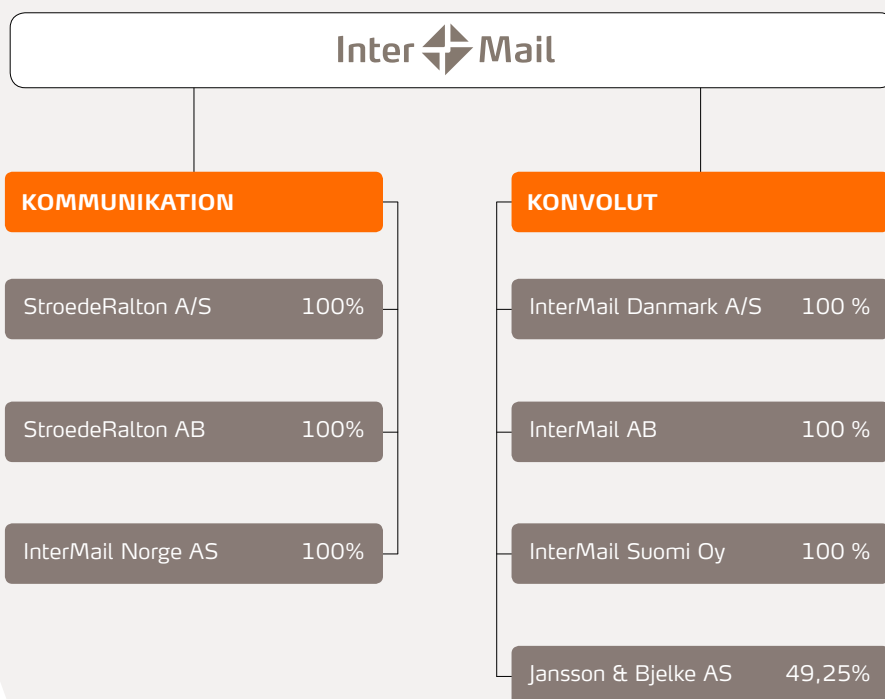 Inter Mail
KOMMUNIKATION
StroedeRalton A/S 100%
StroedeRalton AB 100%
InterMail Norge AS 100%
KONVOLUT
InterMail Danmark A/S 100 %
InterMail AB 100 %
InterMail Suomi Oy 100 %
Jansson & Bjelke AS 49,25%